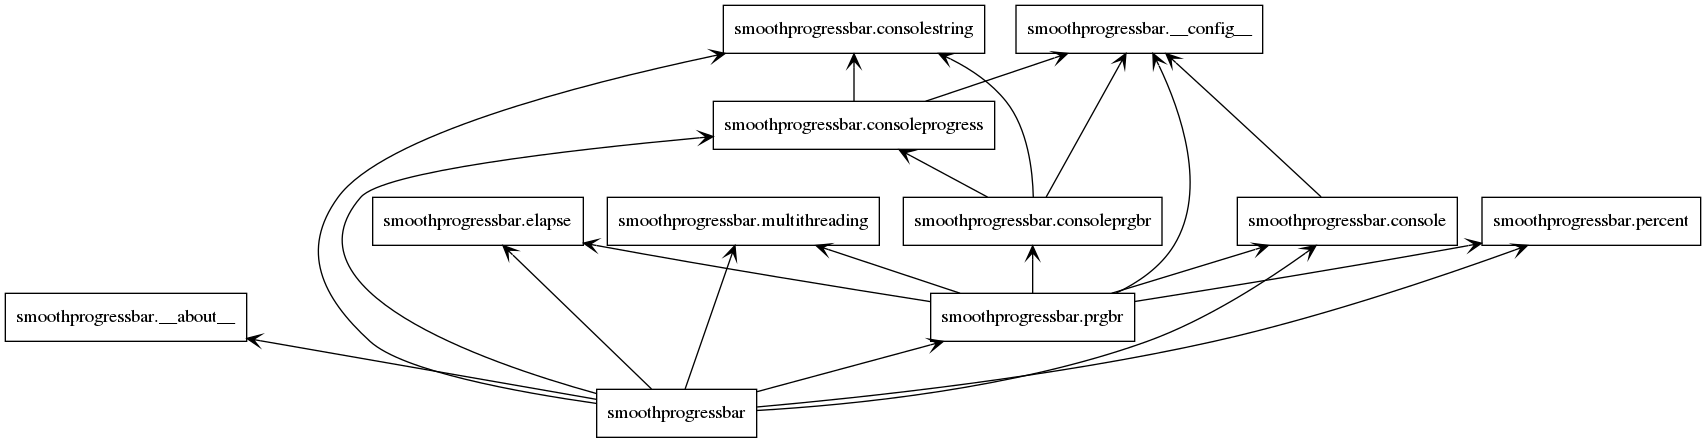 smoothprogressbar.consolestring
smoothprogressbar.__config__
smoothprogressbar.consoleprogress
smoothprogressbar.elapse
smoothprogressbar.multithreading
smoothprogressbar.consoleprgbr
smoothprogressbar.console
smoothprogressbar.percent
smoothprogressbar.__about__
smoothprogressbar.prgbr
smoothprogressbar